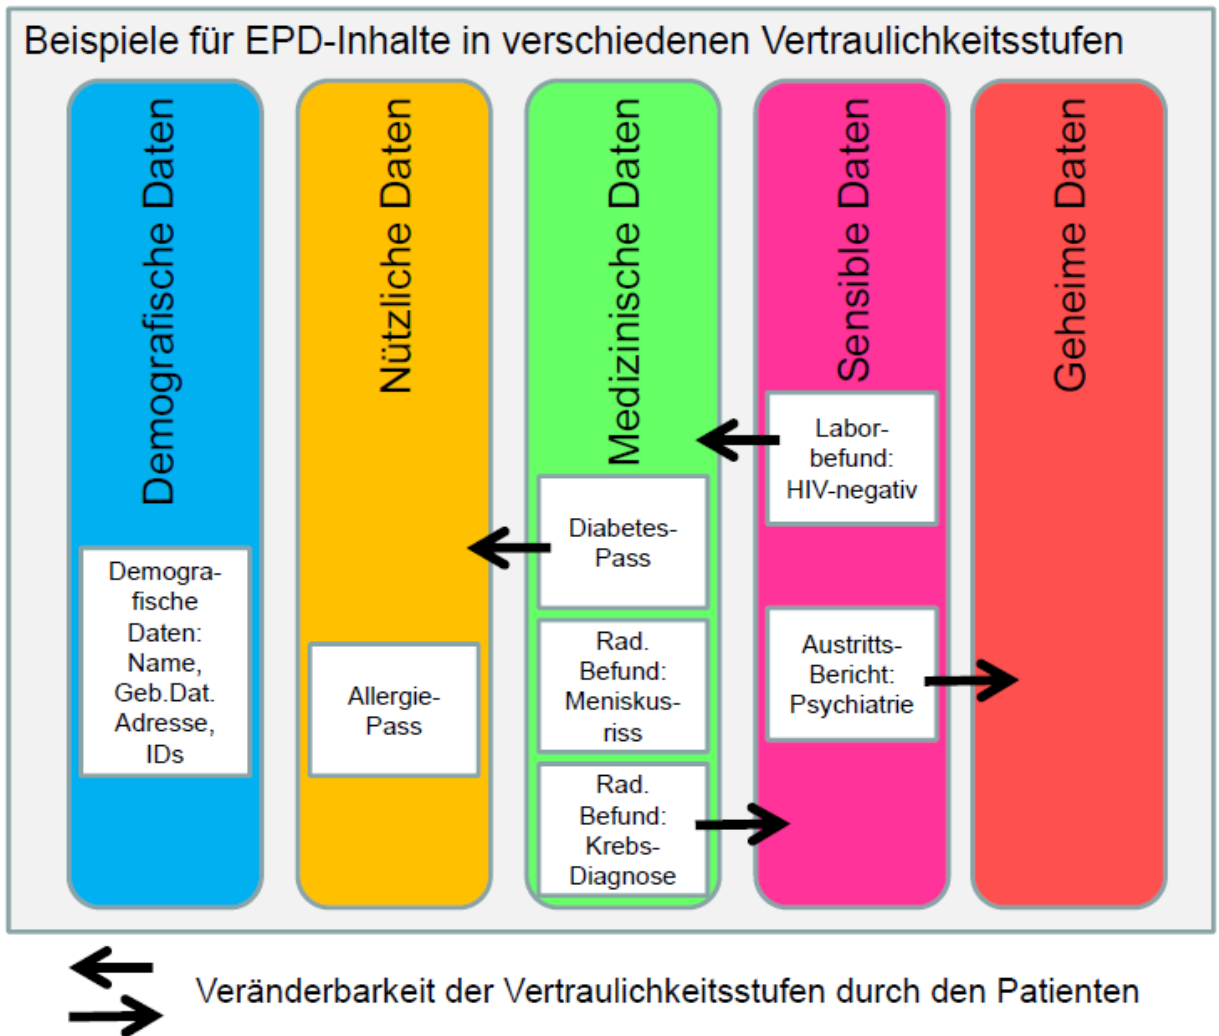 Beispiele für EPD-Inhalte in verschiedenen Vertraulichkeitsstufen
Demografische Daten
Demogra-
fische
Daten:
Name,
Geb.Dat.
Adresse,
IDs
Nützliche Daten
Allergie-
Pass
Medizinische Daten
Diabetes-
Pass
Rad.
Befund:
Meniskus-
riss
Rad.
Befund:
Krebs-
Diagnose
Sensible Daten
Labor-
befund:
HIV-negativ
Austritts-
Bericht:
Psychiatrie
Geheime Daten
Veränderbarkeit der Vertraulichkeitsstufen durch den Patienten